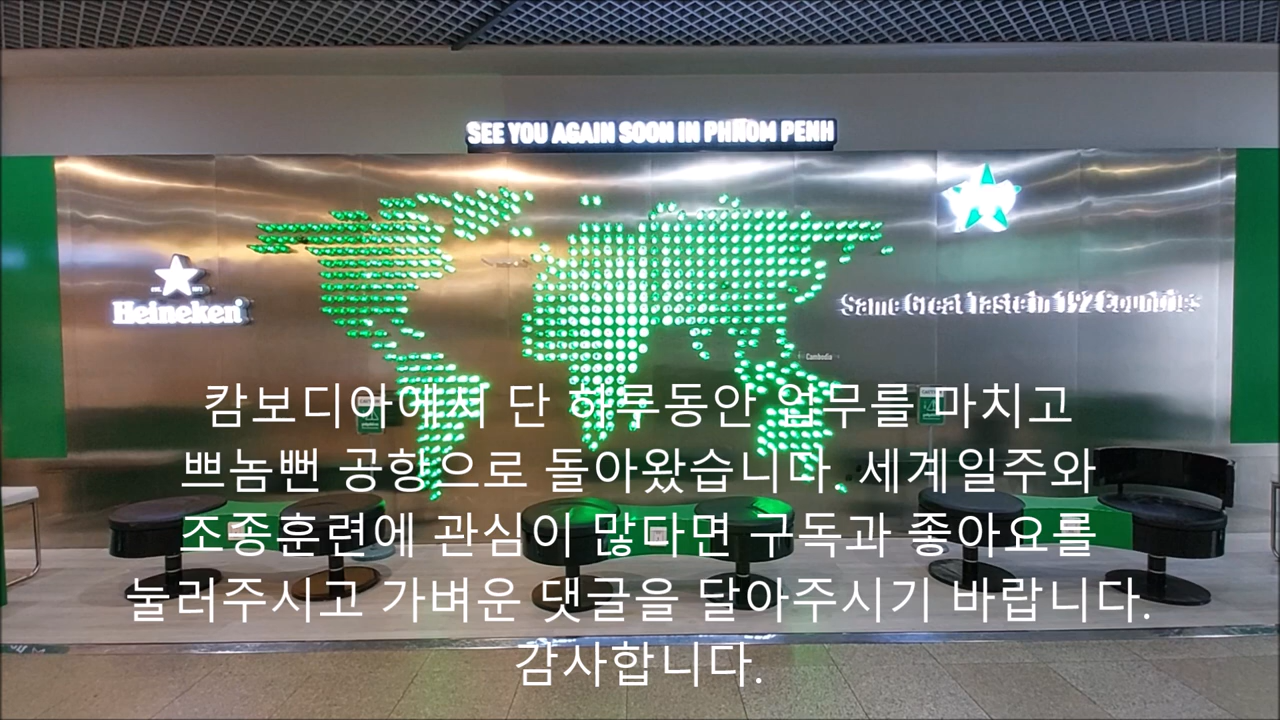 SEE YOU AGAIN SOON IN PHNOM PENH
Heineken
Same Great Taste in 192 Countries
Cambodia
캄보디아에서 단 하루동안 업무를 마치고
쁘놈뻔 공항으로 돌아왔습니다. 세계일주와
조종훈련에 관심이 많다면 구독과 좋아요를
눌러주시고 가벼운 댓글을 달아주시기 바랍니다.
감사합니다.